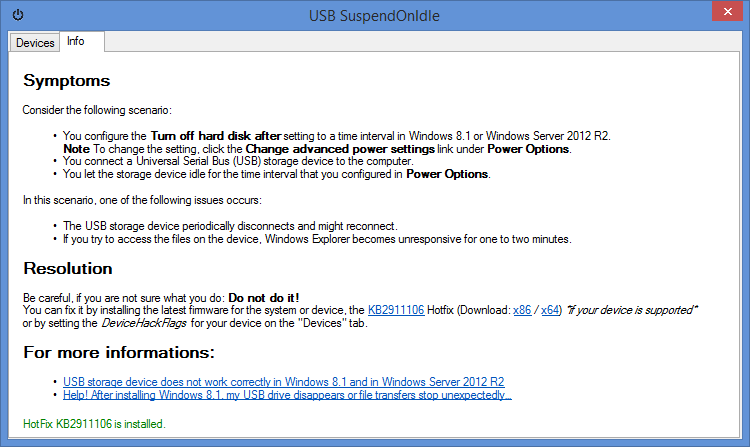 USB SuspendOnIdle
Devices Info
Symptoms
Consider the following scenario:
• You configure the Turn off hard disk after setting to a time interval in Windows 8.1 or Windows Server 2012 R2.
Note To change the setting, click the Change advanced power settings link under Power Options.
• You connect a Universal Serial Bus (USB) storage device to the computer.
• You let the storage device idle for the time interval that you configured in Power Options.
In this scenario, one of the following issues occurs:
• The USB storage device periodically disconnects and might reconnect.
• If you try to access the files on the device, Windows Explorer becomes unresponsive for one to two minutes.
Resolution
Be careful, if you are not sure what you do: Do not do it!
You can fix it by installing the latest firmware for the system or device, the KB2911106 Hotfix (Download: x86 / x64) *if your device is supported*
or by setting the DeviceHackFlags for your device on the "Devices" tab.
For more informations:
• USB storage device does not work correctly in Windows 8.1 and in Windows Server 2012 R2
• Help! After installing Windows 8.1, my USB drive disappears or file transfers stop unexpectedly...
HotFix KB2911106 is installed.